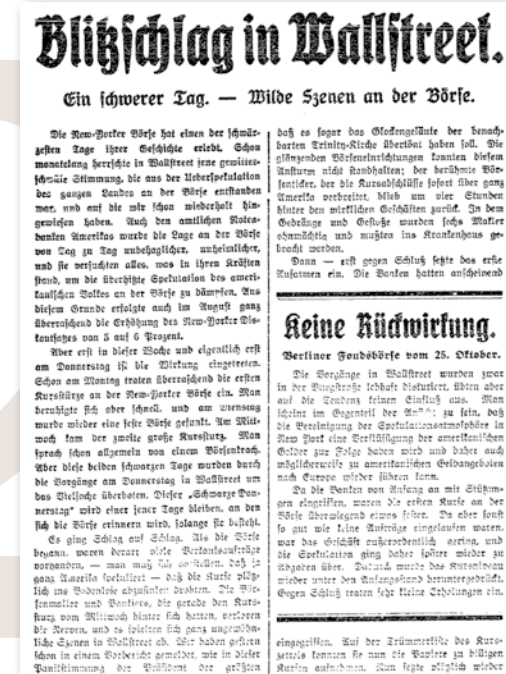 Blitzschlag in Wallstreet.
Ein schwerer Tag. — Wilde Szenen an der Börse.
Die New-Yorker Börse hat einen der schwär-
zesten Tage ihrer Geschichte erlebt. Schon
monatelang herrschte in Wallstreet jene gewitter-
schwüle Stimmung, die aus der Ueberspekulation
des ganzen Landes an der Börse entstanden
war, und auf die wir schon wiederholt hin-
gewiesen haben. Auch den amtlichen Noten-
banken Amerikas wurde die Lage an der Börse
von Tag zu Tag unbehaglicher, unheimlicher,
und sie versuchten alles, was in ihren Kräften
stand, um die überhitzte Spekulation des ameri-
kanischen Volkes an der Börse zu dämpfen. Aus
diesem Grunde erfolgte auch im August ganz
überraschend die Erhöhung des New-Yorker Dis-
kontsatzes von 5 auf 6 Prozent.
Aber erst in dieser Woche und eigentlich erst
am Donnerstag ist die Wirkung eingetreten.
Schon am Montag traten überraschend die ersten
Kursstürze an der New-Yorker Börse ein. Man
beruhigte sich aber schnell, und am Dienstag
wurde wieder eine feste Börse gefunkt. Am Mitt-
woch kam der zweite große Kurssturz. Man
sprach schon allgemein von einem Börsenkrach.
Aber diese beiden schwarzen Tage wurden durch
die Vorgänge am Donnerstag in Wallstreet um
das Vielfache überboten. Dieser „Schwarze Don-
nerstag“ wird einer jener Tage bleiben, an den
sich die Börse erinnern wird, solange sie besteht.
Es ging Schlag auf Schlag. Als die Börse
begann, waren derart viele Verkaufsaufträge
vorhanden, — man muß sich vorstellen, daß ja
ganz Amerika spekuliert — daß die Kurse plötz-
lich ins Bodenlose abzusinken drohten. Die Bör-
senmakler und Bankiers, die gerade den Kurs-
sturz vom Mittwoch hinter sich hatten, verloren
die Nerven, und es spielten sich ganz ungewöhn-
liche Szenen in Wallstreet ab. Wir haben gestern
schon in einem Vorbericht gemeldet, wie in dieser
Panikstimmung der Präsident der größten
daß es sogar das Glockengeläute der benach-
barten Trinity-Kirche übertönt haben soll. Die
glänzenden Börseneinrichtungen konnten diesem
Ansturm nicht standhalten; der berühmte Bör-
senticker, der die Kursabschlüsse sofort über ganz
Amerika verbreitet, blieb um vier Stunden
hinter den wirklichen Geschäften zurück. In dem
Gedränge und Getöße wurden sechs Makler
ohnmächtig und mußten ins Krankenhaus ge-
bracht werden.
Dann — erst gegen Schluß setzte das erste
Aufatmen ein. Die Banken hatten anscheinend
Keine Rückwirkung.
Berliner Fondsbörse vom 25. Oktober.
Die Vorgänge in Wallstreet wurden zwar
in der Burgstraße lebhaft diskutiert, übten aber
auf die Tendenz keinen Einfluß aus. Man
scheint im Gegenteil der zu sein, daß
die Bereinigung der Spekulationsatmosphäre in
New York eine Verflüssigung der amerikanischen
Gelder zur Folge haben wird und daher auch
möglicherweise zu amerikanischen Geldangeboten
nach Europa wieder führen kann.
Da die Banken von Anfang an mit Stützun-
gen eingriffen, waren die ersten Kurse an der
Börse überwiegend etwas fester. Da aber sonst
so gut wie keine Aufträge eingelaufen waren,
war das Geschäft außerordentlich gering, und
die Spekulation ging daher später wieder zu
Abgaben über. Dadurch wurde das Kursniveau
wieder unter den Anfangsstand heruntergedrückt.
Gegen Schluß traten sehr kleine Erholungen ein.
eingegriffen. Auf der Trümmerliste des Kurs-
zettels konnten sie nun die Papiere zu billigen
Kursen aufnehmen. Nun setzte plötzlich wieder